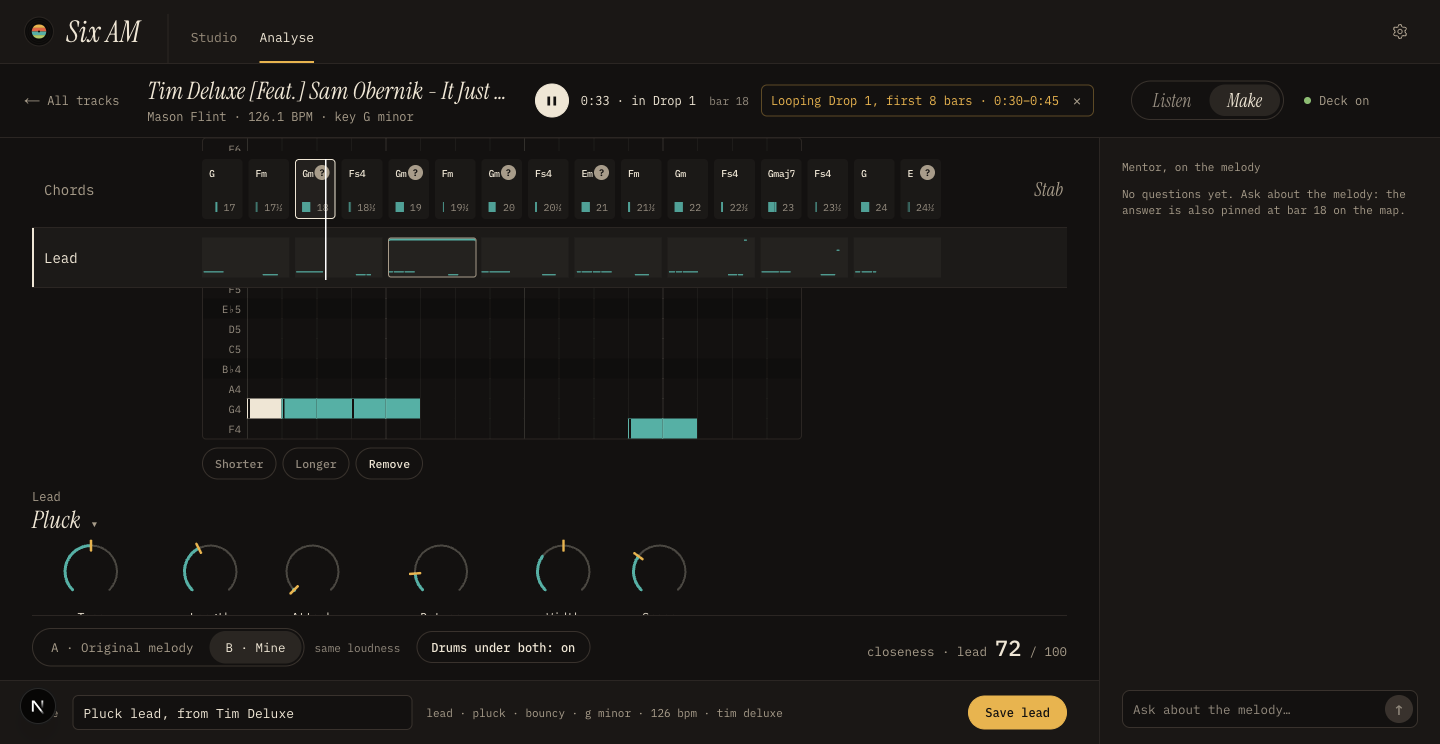 Six AM
Studio
Analyse
← All tracks
Tim Deluxe [Feat.] Sam Obernik - It Just ...
Mason Flint · 126.1 BPM · key G minor
0:33 · in Drop 1
bar 18
Looping Drop 1, first 8 bars · 0:30–0:45 ×
Listen
Make
Deck on
Chords
G 17
Fm 17½
Gm ? 18
Fs4 18½
Gm ? 19
Fm 19½
Gm ? 20
Fs4 20½
Em ? 21
Fm 21½
Gm 22
Fs4 22½
Gmaj7 23
Fs4 23½
G 24
E ? 24½
Stab
Lead
F5
E♭5
D5
C5
B♭4
A4
G4
F4
Shorter
Longer
Remove
Lead
Pluck
A · Original melody
B · Mine
same loudness
Drums under both: on
closeness · lead 72 / 100
N
Pluck lead, from Tim Deluxe
lead · pluck · bouncy · g minor · 126 bpm · tim deluxe
Save lead
Mentor, on the melody
No questions yet. Ask about the melody: the
answer is also pinned at bar 18 on the map.
Ask about the melody…